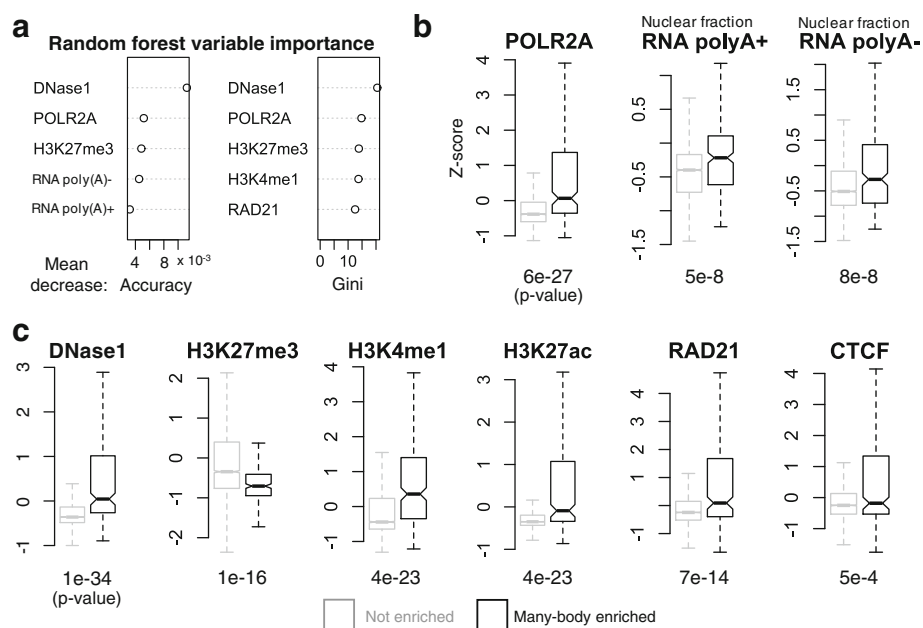 a
Random forest variable importance
DNase1
POLR2A
H3K27me3
RNA poly(A)-
RNA poly(A)+
4 8 x 10⁻³
Mean decrease: Accuracy
DNase1
POLR2A
H3K27me3
H3K4me1
RAD21
0 10
Gini
b
POLR2A
Z-score
4
3
2
1
0
-1
6e-27
(p-value)
Nuclear fraction
RNA polyA+
0.5
-0.5
-1.5
5e-8
Nuclear fraction
RNA polyA-
0.5
-0.5
-1.5
8e-8
c
DNase1
3
2
1
0
-1
1e-34
(p-value)
H3K27me3
2
1
0
-1
-2
1e-16
H3K4me1
4
3
2
1
0
-1
4e-23
H3K27ac
3
2
1
0
-1
4e-23
RAD21
4
3
2
1
0
-1
7e-14
CTCF
4
3
2
1
0
-1
5e-4
Not enriched
Many-body enriched